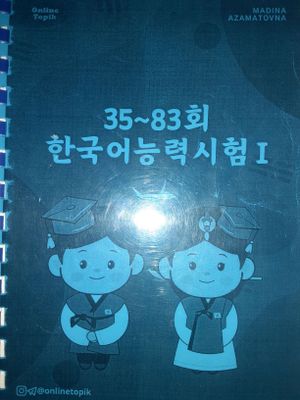 Online
Topik
MADINA
AZAMATOVNA
35~83회
한국어능력시험 I
@onlinetopik